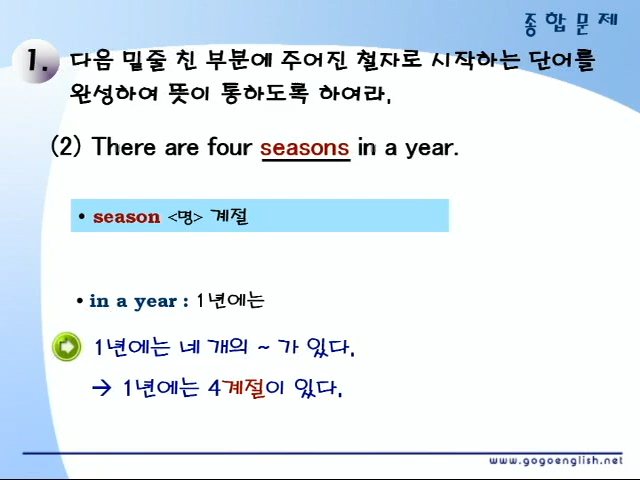 종합문제
1. 다음 밑줄 친 부분에 주어진 철자로 시작하는 단어를
완성하여 뜻이 통하도록 하여라.
(2) There are four seasons in a year.
• season <명> 계절
• in a year : 1년에는
1년에는 네 개의 ~ 가 있다.
→ 1년에는 4계절이 있다.
www.gogoenglish.net